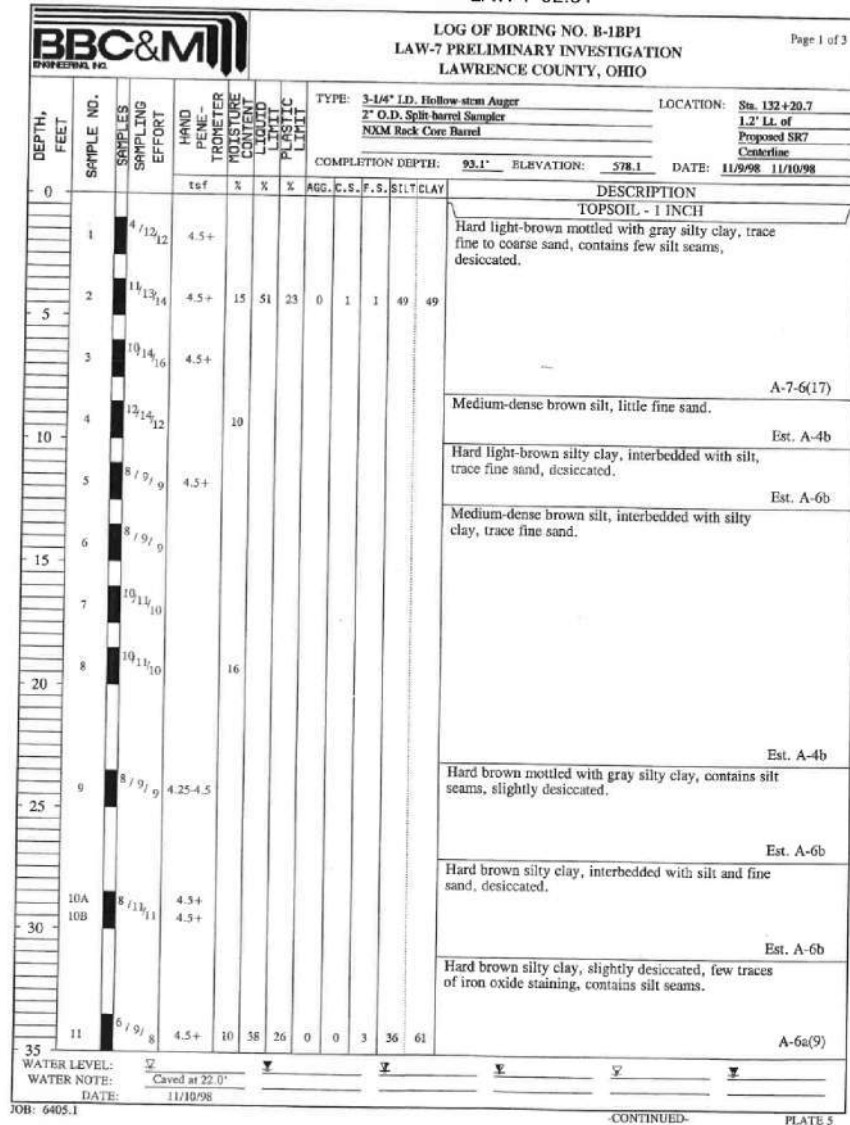 BBC&M
ENGINEERING, INC.
LOG OF BORING NO. B-1BP1
LAW-7 PRELIMINARY INVESTIGATION
LAWRENCE COUNTY, OHIO
Page 1 of 3
DEPTH, FEET
SAMPLE NO.
SAMPLES
SAMPLING EFFORT
HAND PENE-TROMETER
MOISTURE CONTENT
LIQUID LIMIT
PLASTIC LIMIT
TYPE: 3-1/4" I.D. Hollow-stem Auger
2" O.D. Split-barrel Sampler
NXM Rock Core Barrel
LOCATION: Sta. 132+20.7
1.2' Lt. of
Proposed SR7
Centerline
COMPLETION DEPTH: 93.1' ELEVATION: 578.1 DATE: 11/9/98 11/10/98
0 tsf % % % AGG. C.S. F.S. SILT CLAY DESCRIPTION
TOPSOIL - 1 INCH
1 4/12/12 4.5+ Hard light-brown mottled with gray silty clay, trace
fine to coarse sand, contains few silt seams,
desiccated.
2 11/13/14 4.5+ 15 51 23 0 1 1 49 49
5
3 10/14/16 4.5+
A-7-6(17)
4 12/14/12 10 Medium-dense brown silt, little fine sand.
10 Est. A-4b
5 8/9/9 4.5+ Hard light-brown silty clay, interbedded with silt,
trace fine sand, desiccated.
Est. A-6b
6 8/9/9 Medium-dense brown silt, interbedded with silty
clay, trace fine sand.
15
7 10/11/10
8 10/11/10 16
20
Est. A-4b
9 8/9/9 4.25-4.5 Hard brown mottled with gray silty clay, contains silt
seams, slightly desiccated.
25
Est. A-6b
Hard brown silty clay, interbedded with silt and fine
sand, desiccated.
10A 8/11/11 4.5+
10B 4.5+
30
Est. A-6b
Hard brown silty clay, slightly desiccated, few traces
of iron oxide staining, contains silt seams.
11 6/9/8 4.5+ 10 38 26 0 0 3 36 61
A-6a(9)
35
WATER LEVEL:
WATER NOTE: Caved at 22.0'
DATE: 11/10/98
JOB: 6405.1
-CONTINUED-
PLATE 5